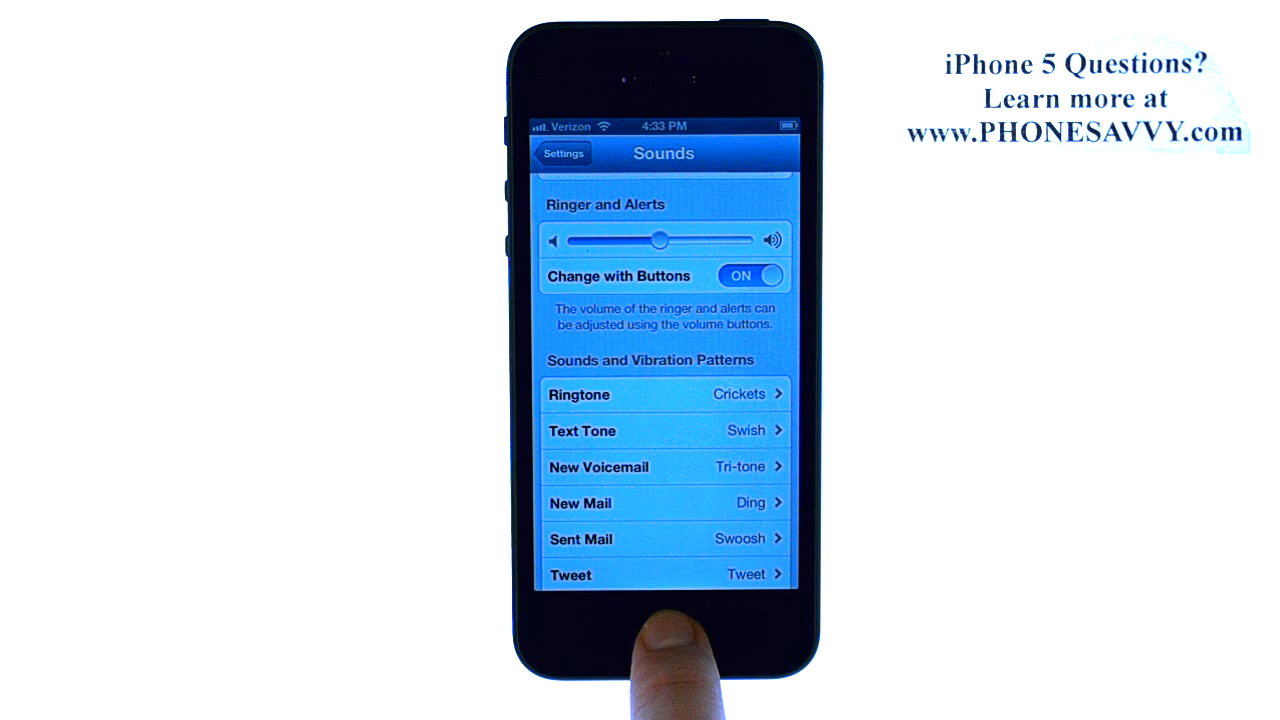 iPhone 5 Questions?
Learn more at
www.PHONESAVVY.com
Verizon 4:33 PM
Settings Sounds
Ringer and Alerts
Change with Buttons ON
The volume of the ringer and alerts can
be adjusted using the volume buttons.
Sounds and Vibration Patterns
Ringtone Crickets
Text Tone Swish
New Voicemail Tri-tone
New Mail Ding
Sent Mail Swoosh
Tweet Tweet